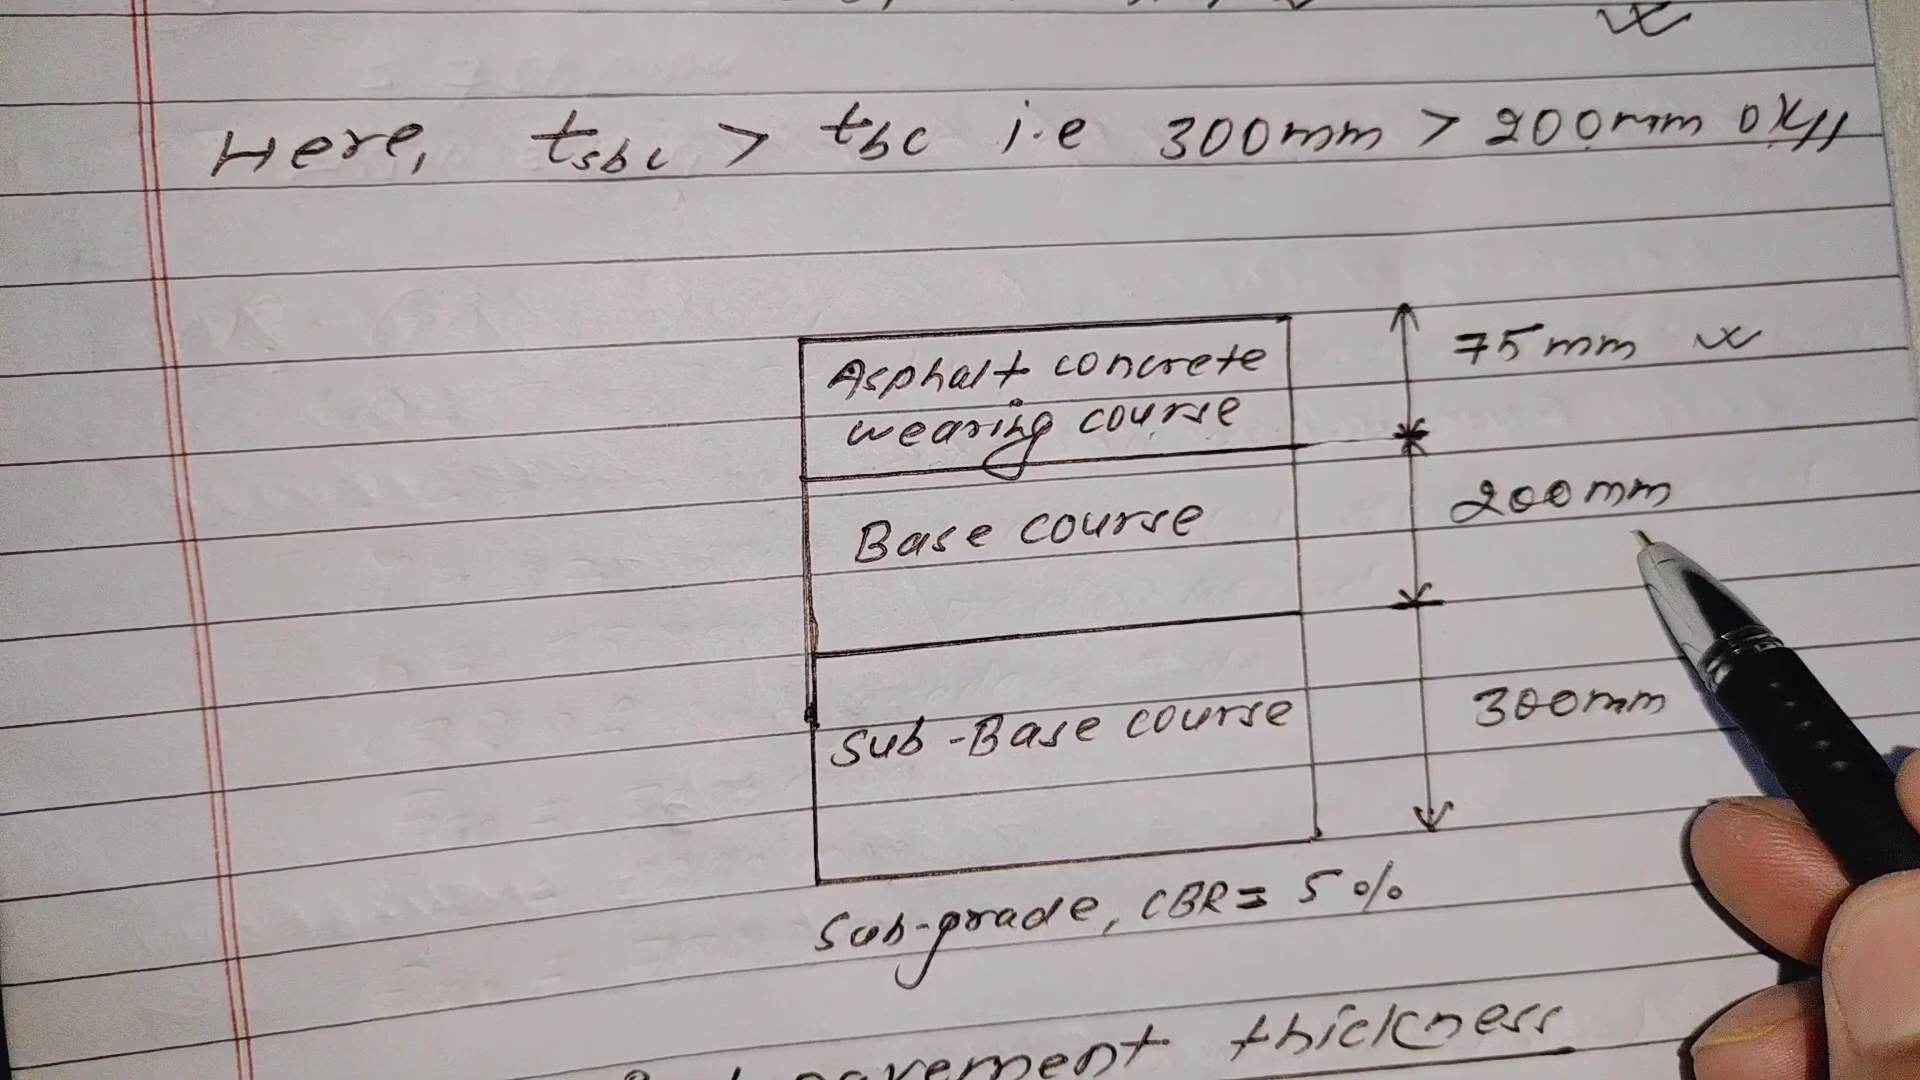 Here, tsbc > tbc i.e 300mm > 200mm OK//
Asphalt concrete
wearing course
75mm
Base course
200mm
Sub-Base course
300mm
Sub-grade, CBR = 5%
pavement thickness